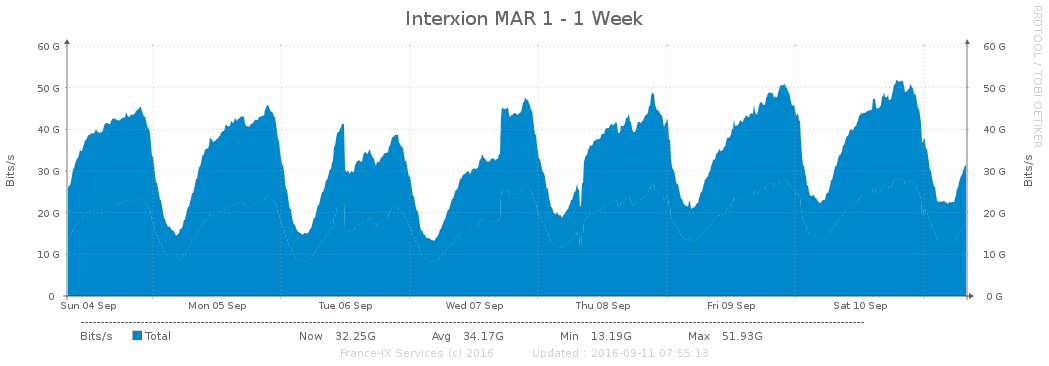 Interxion MAR 1 - 1 Week
RRDTOOL / TOBI OETIKER
60 G 60 G
50 G 50 G
40 G 40 G
30 G 30 G
20 G 20 G
10 G 10 G
0 0 G
Bits/s
Bits/s
Sun 04 Sep Mon 05 Sep Tue 06 Sep Wed 07 Sep Thu 08 Sep Fri 09 Sep Sat 10 Sep
Bits/s Total Now 32.25G Avg 34.17G Min 13.19G Max 51.93G
France-IX Services (c) 2016 Updated : 2016-09-11 07:55:13